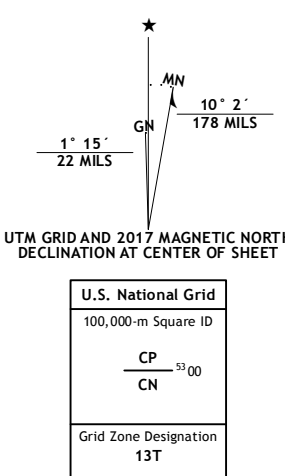 ★
MN
GN
10° 2´
178 MILS
1° 15´
22 MILS
UTM GRID AND 2017 MAGNETIC NORTH
DECLINATION AT CENTER OF SHEET
U.S. National Grid
100,000-m Square ID
CP
53 00
CN
Grid Zone Designation
13T